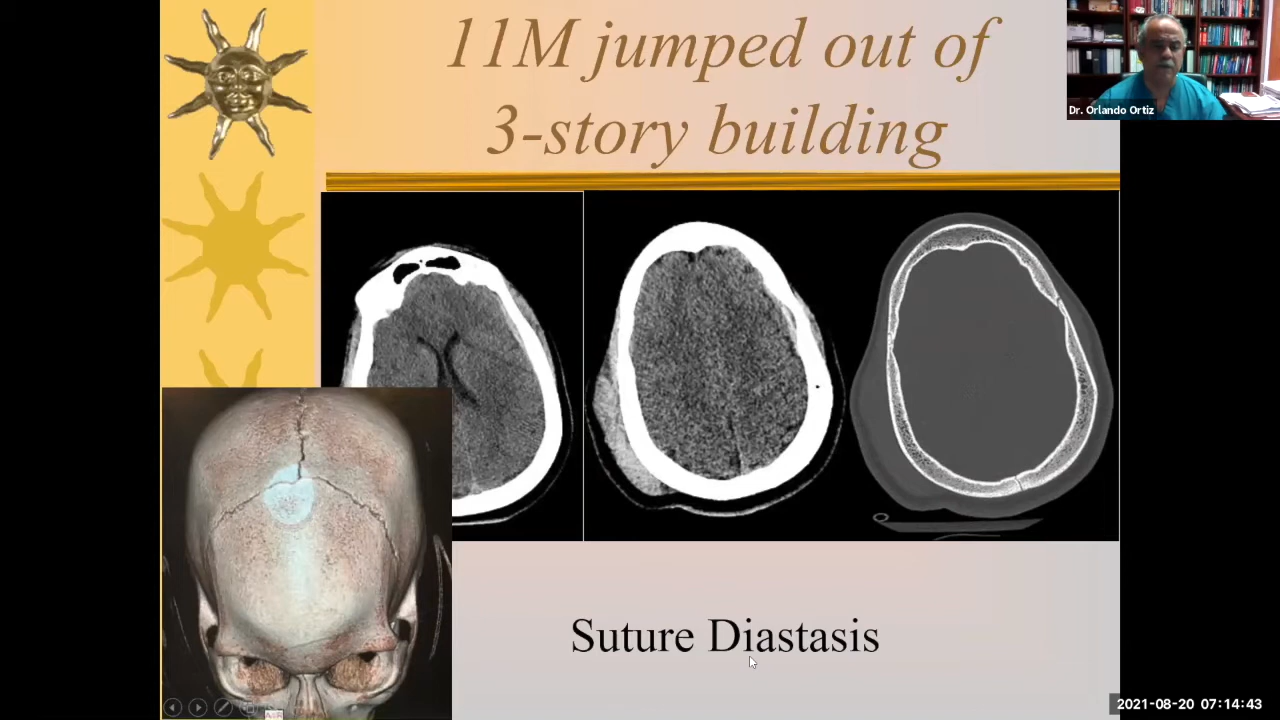 11M jumped out of
3-story building
Dr. Orlando Ortiz
Suture Diastasis
2021-08-20 07:14:43